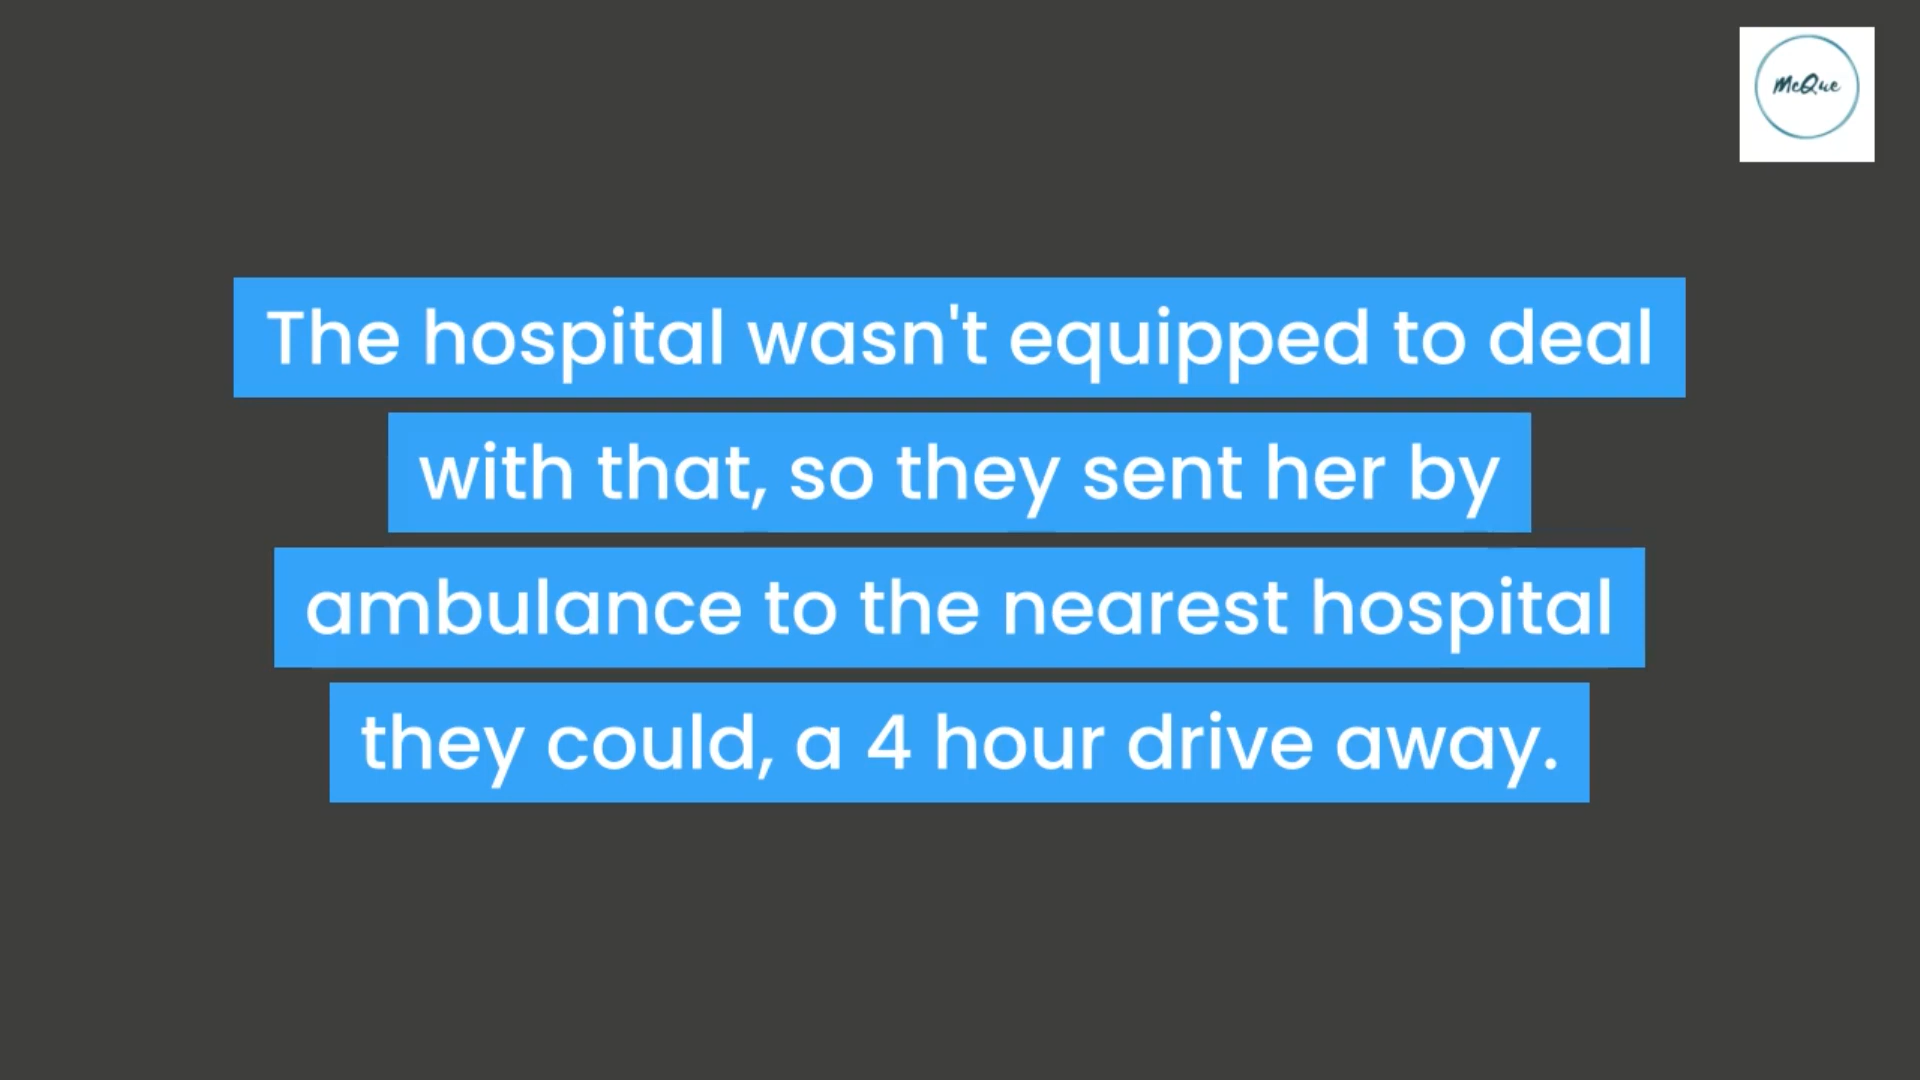 McQue
The hospital wasn't equipped to deal
with that, so they sent her by
ambulance to the nearest hospital
they could, a 4 hour drive away.